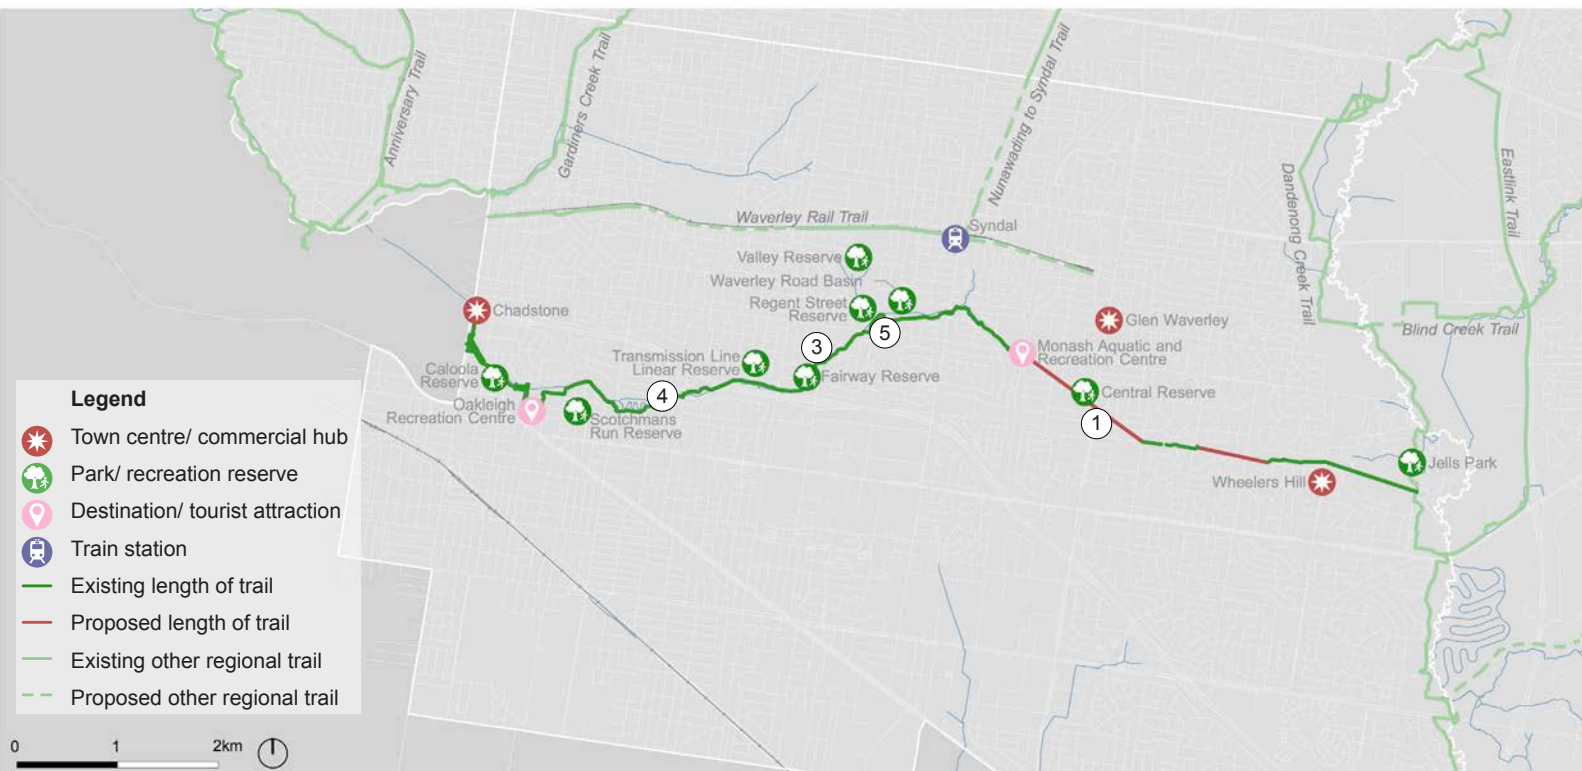 Anniversary Trail
Gardiners Creek Trail
Nunawading to Syndal Trail
Dandenong Creek Trail
Eastlink Trail
Waverley Rail Trail
Syndal
Valley Reserve
Waverley Road Basin
Regent Street
Reserve
Blind Creek Trail
Chadstone
Glen Waverley
3
5
Monash Aquatic and
Recreation Centre
Transmission Line
Linear Reserve
Fairway Reserve
Caloola
Reserve
Central Reserve
4
Oakleigh
Recreation Centre
Scotchmans
Run Reserve
1
Jells Park
Wheelers Hill
Legend
Town centre/ commercial hub
Park/ recreation reserve
Destination/ tourist attraction
Train station
Existing length of trail
Proposed length of trail
Existing other regional trail
Proposed other regional trail
0 1 2km